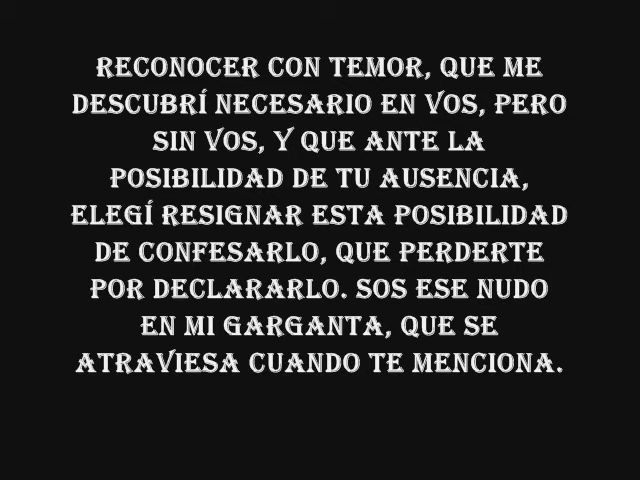 RECONOCER CON TEMOR, QUE ME
DESCUBRÍ NECESARIO EN VOS, PERO
SIN VOS, Y QUE ANTE LA
POSIBILIDAD DE TU AUSENCIA,
ELEGÍ RESIGNAR ESTA POSIBILIDAD
DE CONFESARLO, QUE PERDERTE
POR DECLARARLO. SOS ESE NUDO
EN MI GARGANTA, QUE SE
ATRAVIESA CUANDO TE MENCIONA.